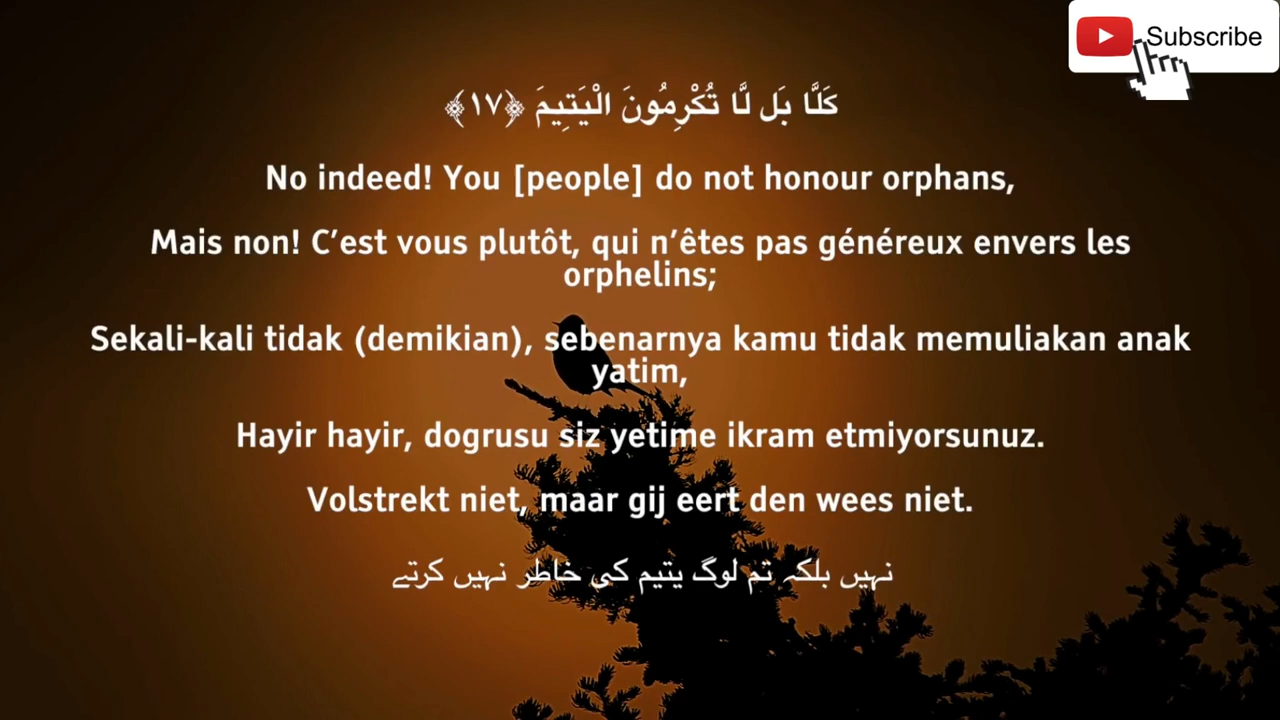 Subscribe
كَلَّا بَل لَّا تُكْرِمُونَ الْيَتِيمَ ﴿١٧﴾
No indeed! You [people] do not honour orphans,
Mais non! C’est vous plutôt, qui n’êtes pas généreux envers les
orphelins;
Sekali-kali tidak (demikian), sebenarnya kamu tidak memuliakan anak
yatim,
Hayir hayir, dogrusu siz yetime ikram etmiyorsunuz.
Volstrekt niet, maar gij eert den wees niet.
نہیں بلکہ تم لوگ یتیم کی خاطر نہیں کرتے